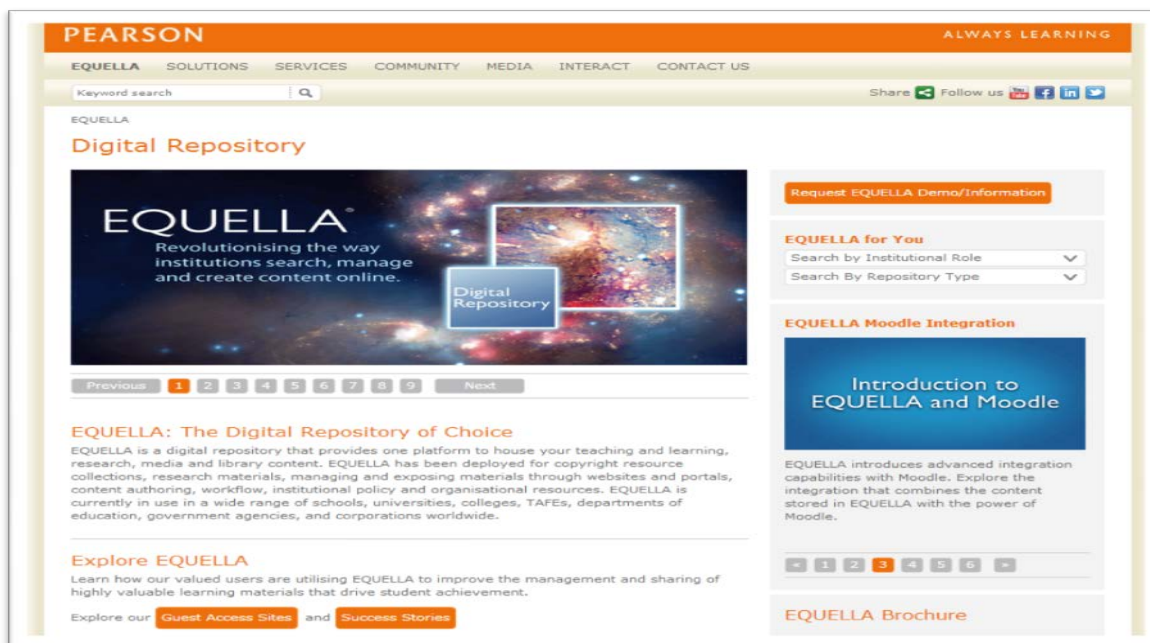 PEARSON
ALWAYS LEARNING
EQUELLA SOLUTIONS SERVICES COMMUNITY MEDIA INTERACT CONTACT US
Keyword search
Share Follow us You Tube f in
EQUELLA
Digital Repository
EQUELLA®
Revolutionising the way
institutions search, manage
and create content online.
Digital
Repository
Previous 1 2 3 4 5 6 7 8 9 Next
EQUELLA: The Digital Repository of Choice
EQUELLA is a digital repository that provides one platform to house your teaching and learning,
research, media and library content. EQUELLA has been deployed for copyright resource
collections, research materials, managing and exposing materials through websites and portals,
content authoring, workflow, institutional policy and organisational resources. EQUELLA is
currently in use in a wide range of schools, universities, colleges, TAFEs, departments of
education, government agencies, and corporations worldwide.
Explore EQUELLA
Learn how our valued users are utilising EQUELLA to improve the management and sharing of
highly valuable learning materials that drive student achievement.
Explore our Guest Access Sites and Success Stories
Request EQUELLA Demo/Information
EQUELLA for You
Search by Institutional Role
Search By Repository Type
EQUELLA Moodle Integration
Introduction to
EQUELLA and Moodle
EQUELLA introduces advanced integration
capabilities with Moodle. Explore the
integration that combines the content
stored in EQUELLA with the power of
Moodle.
« 1 2 3 4 5 6 »
EQUELLA Brochure